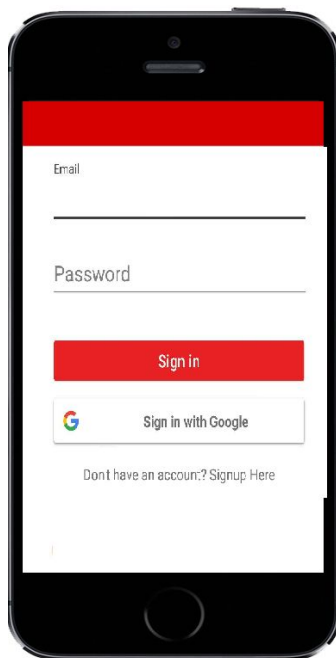 Email
Password
Sign in
Sign in with Google
Dont have an account? Signup Here